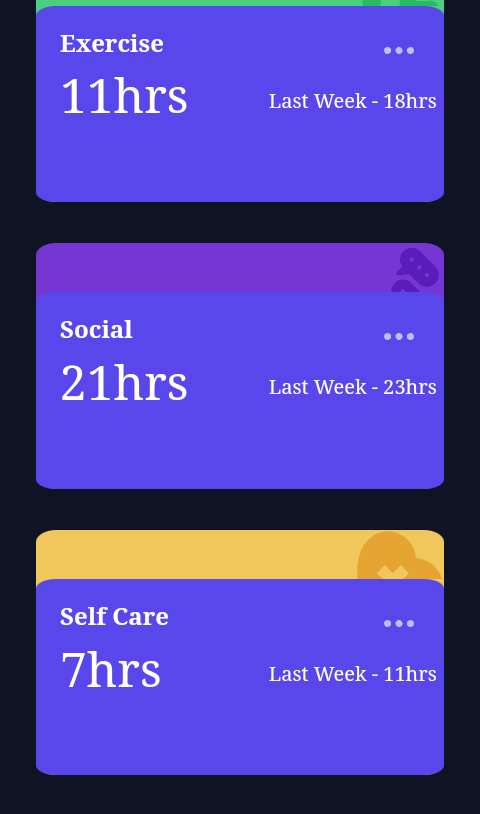 Exercise
11hrs
Last Week - 18hrs
Social
21hrs
Last Week - 23hrs
Self Care
7hrs
Last Week - 11hrs